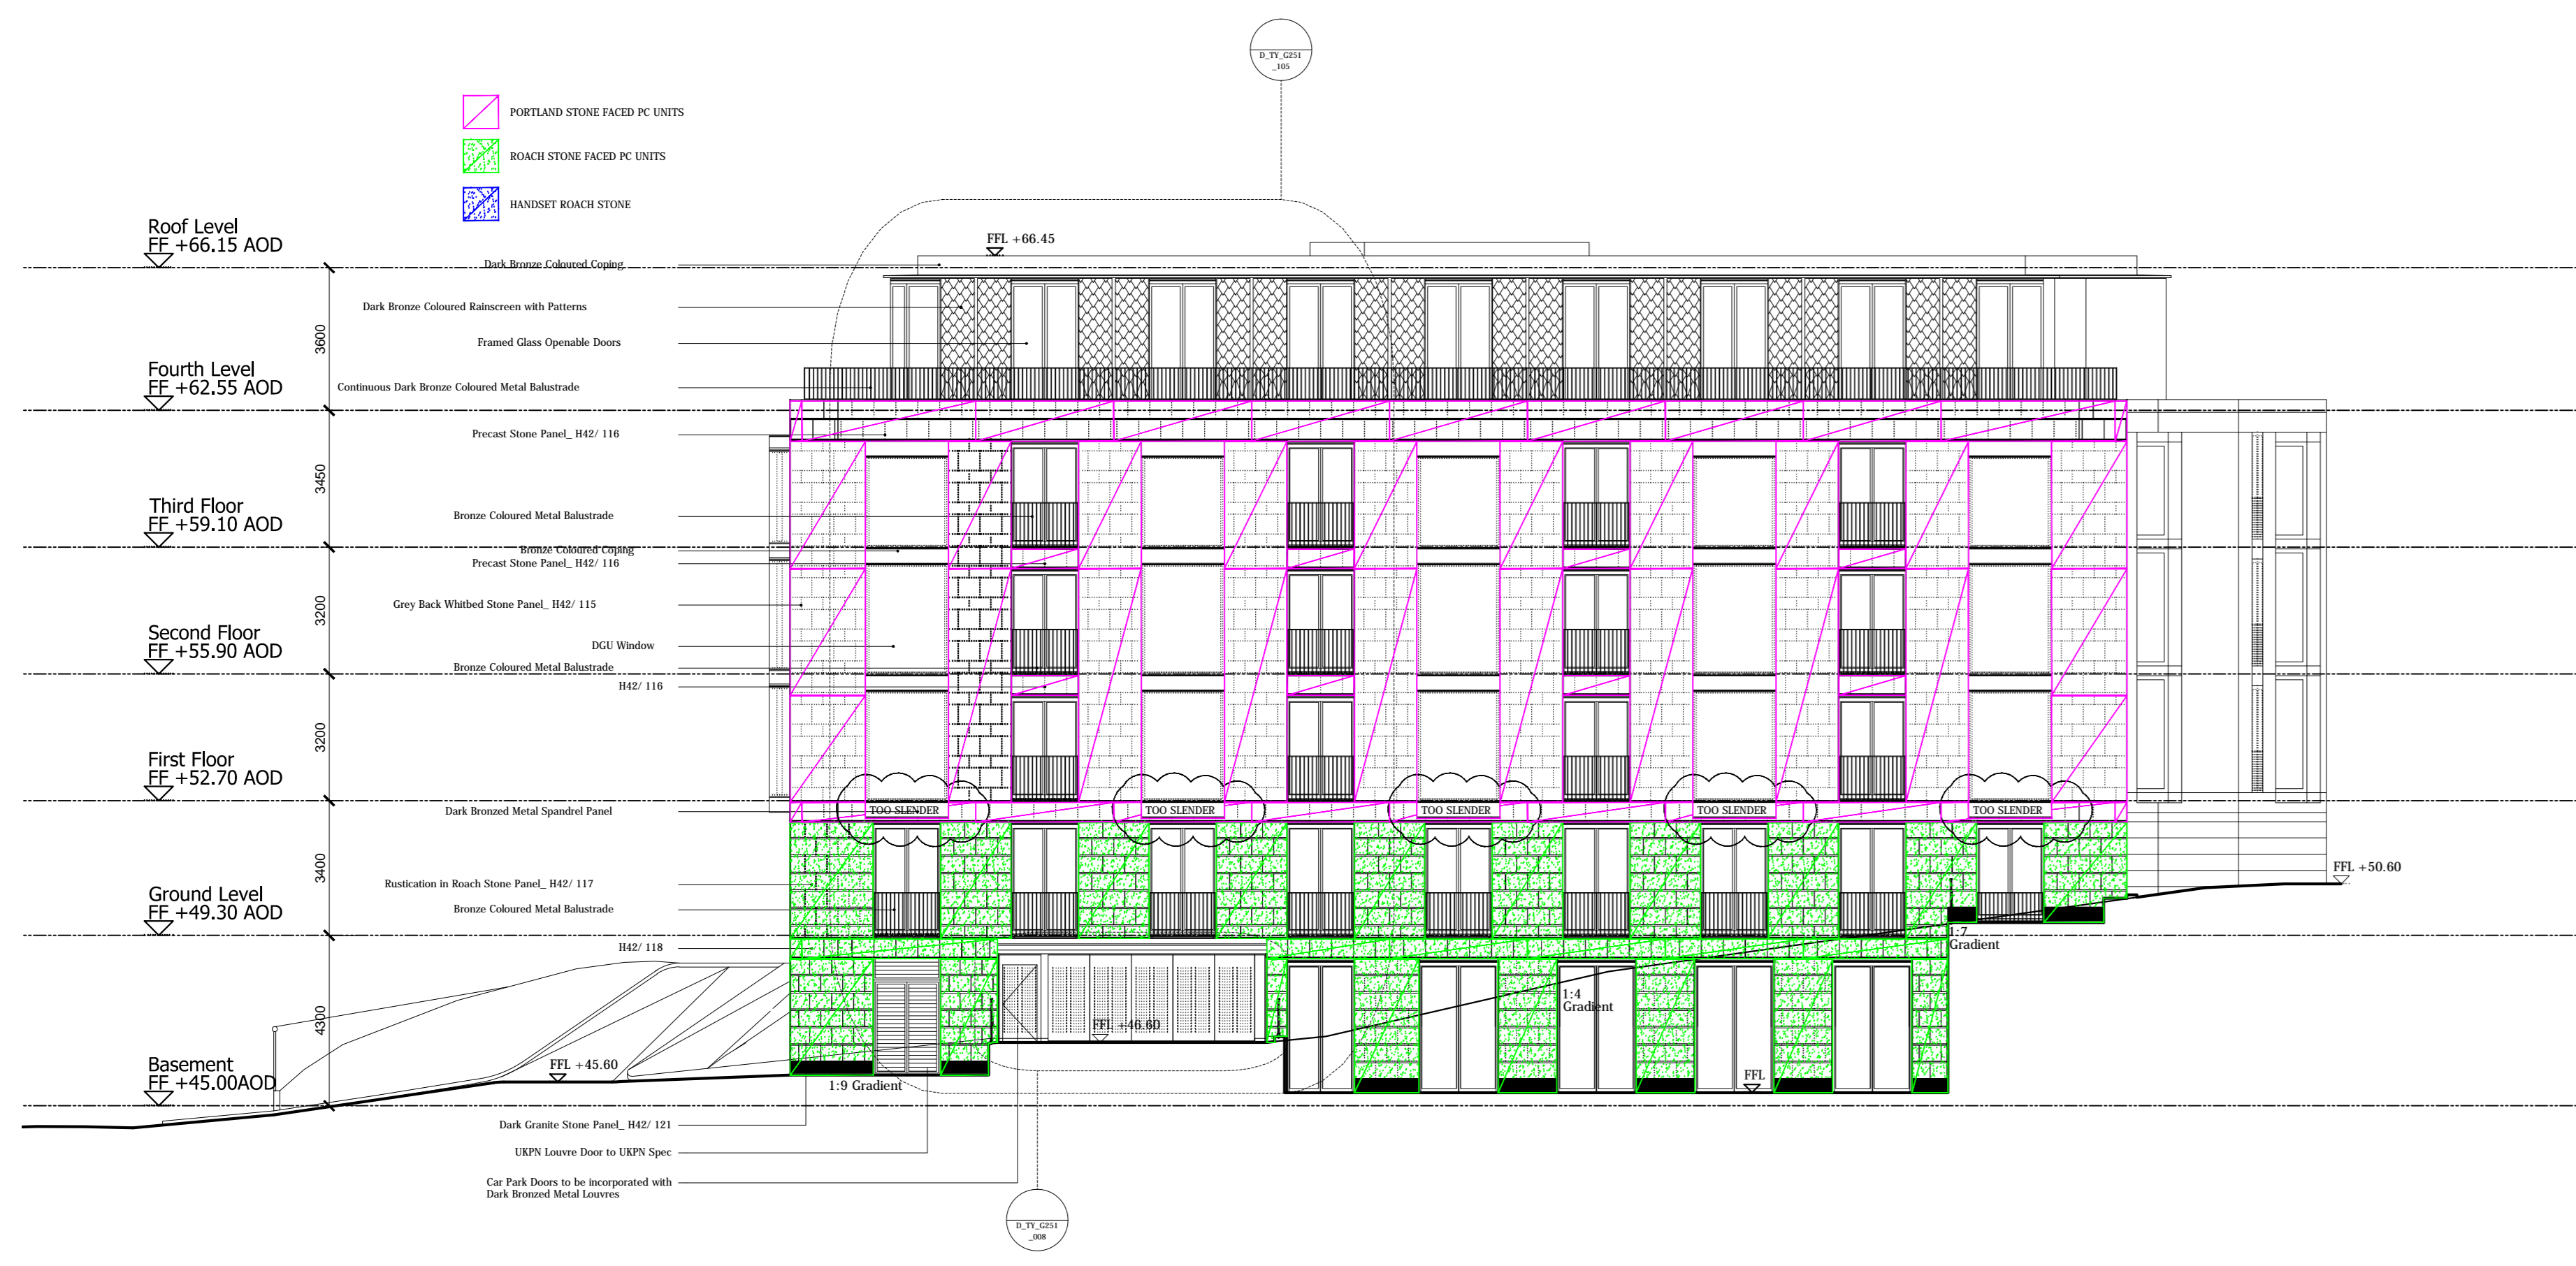 D_TY_G251
_105
PORTLAND STONE FACED PC UNITS
ROACH STONE FACED PC UNITS
HANDSET ROACH STONE
Roof Level
FF +66.15 AOD
FFL +66.45
Dark Bronze Coloured Coping
Dark Bronze Coloured Rainscreen with Patterns
3600
Framed Glass Openable Doors
Fourth Level
FF +62.55 AOD
Continuous Dark Bronze Coloured Metal Balustrade
Precast Stone Panel_ H42/ 116
3450
Third Floor
FF +59.10 AOD
Bronze Coloured Metal Balustrade
Bronze Coloured Coping
Precast Stone Panel_ H42/ 116
3200
Grey Back Whitbed Stone Panel_ H42/ 115
Second Floor
FF +55.90 AOD
DGU Window
Bronze Coloured Metal Balustrade
H42/ 116
3200
First Floor
FF +52.70 AOD
Dark Bronzed Metal Spandrel Panel
TOO SLENDER
TOO SLENDER
TOO SLENDER
TOO SLENDER
TOO SLENDER
3400
FFL +50.60
Rustication in Roach Stone Panel_ H42/ 117
Ground Level
FF +49.30 AOD
Bronze Coloured Metal Balustrade
1:7
Gradient
H42/ 118
1:4
Gradient
4300
FFL +46.60
Basement
FF +45.00AOD
FFL +45.60
FFL
1:9 Gradient
Dark Granite Stone Panel_ H42/ 121
UKPN Louvre Door to UKPN Spec
Car Park Doors to be incorporated with
Dark Bronzed Metal Louvres
D_TY_G251
_008